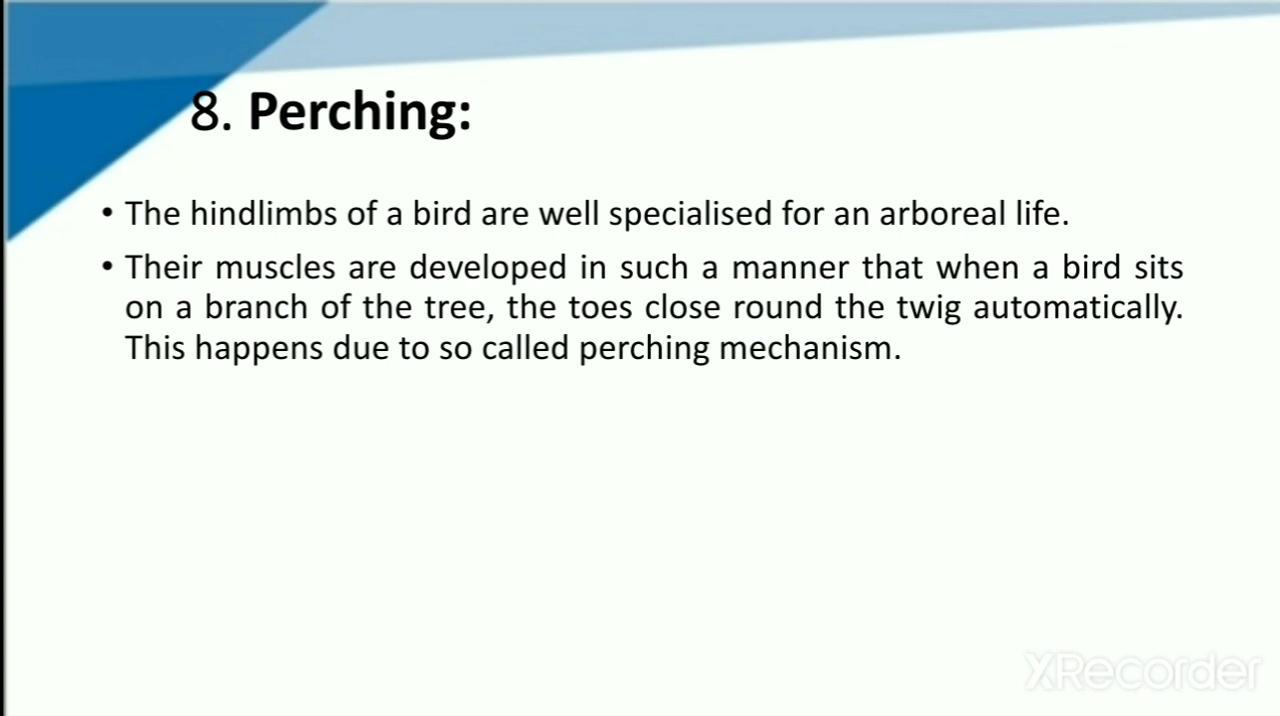 8. Perching:
• The hindlimbs of a bird are well specialised for an arboreal life.
• Their muscles are developed in such a manner that when a bird sits
on a branch of the tree, the toes close round the twig automatically.
This happens due to so called perching mechanism.
XRecorder